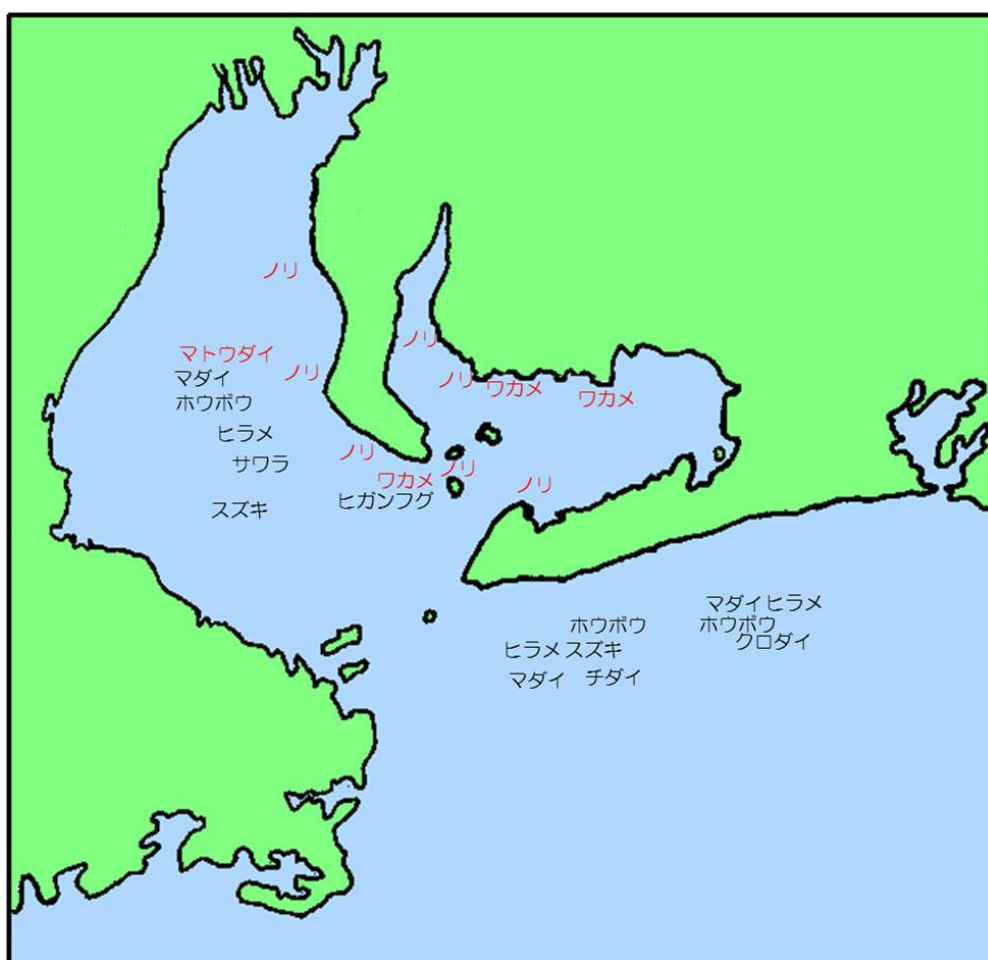 ノリ
ノリ
マトウダイ
ノリ
マダイ
ノリ
ワカメ
ワカメ
ホウボウ
ヒラメ
ノリ
サワラ
ノリ
ワカメ
ノリ
ヒガンフグ
スズキ
マダイ ヒラメ
ホウボウ
ホウボウ
クロダイ
ヒラメ スズキ
マダイ チダイ